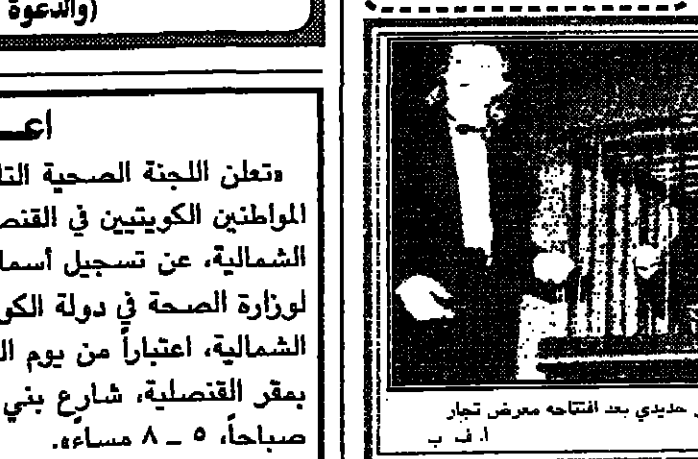 (والدعوة
اعـ
«تعلن اللجنة الصحية التا
المواطنين الكويتيين في القنص
الشمالية، عن تسجيل أسما
لوزارة الصحة في دولة الكو
الشمالية، اعتباراً من يوم ال
بمقر القنصلية، شارع بني
صباحاً، ٥ ــ ٨ مساءً».
حديدي بعد افتتاحه معرض تجار
ا. ف. ب